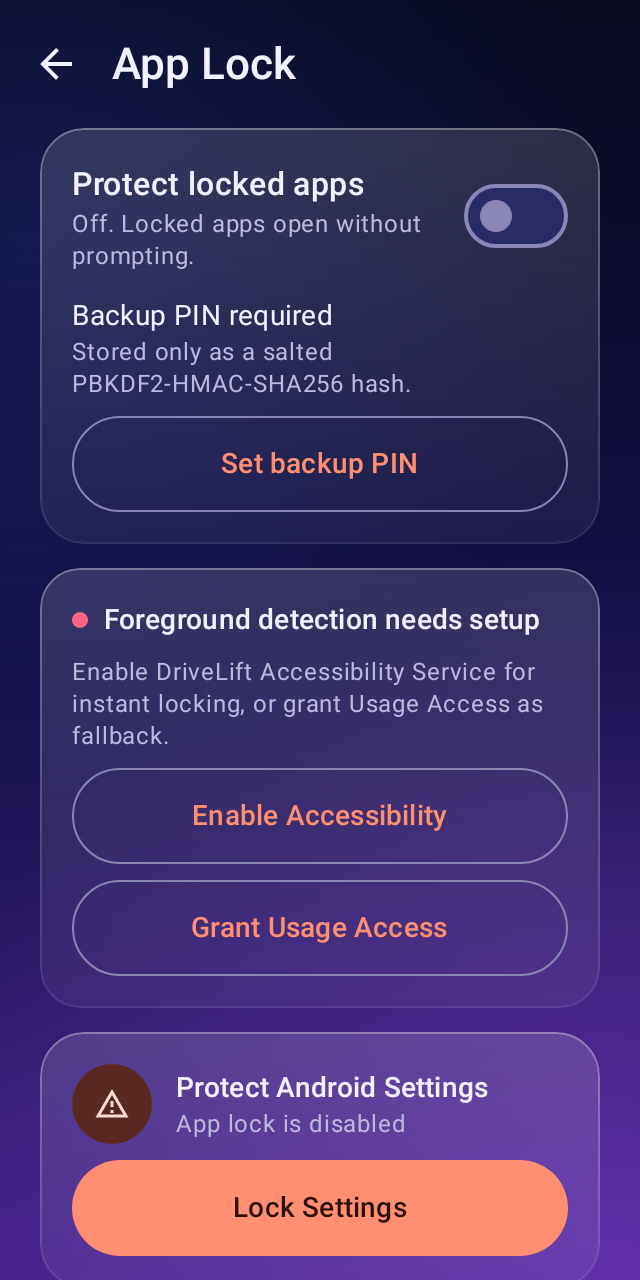 App Lock
Protect locked apps
Off. Locked apps open without
prompting.
Backup PIN required
Stored only as a salted
PBKDF2-HMAC-SHA256 hash.
Set backup PIN
Foreground detection needs setup
Enable DriveLift Accessibility Service for
instant locking, or grant Usage Access as
fallback.
Enable Accessibility
Grant Usage Access
Protect Android Settings
App lock is disabled
Lock Settings